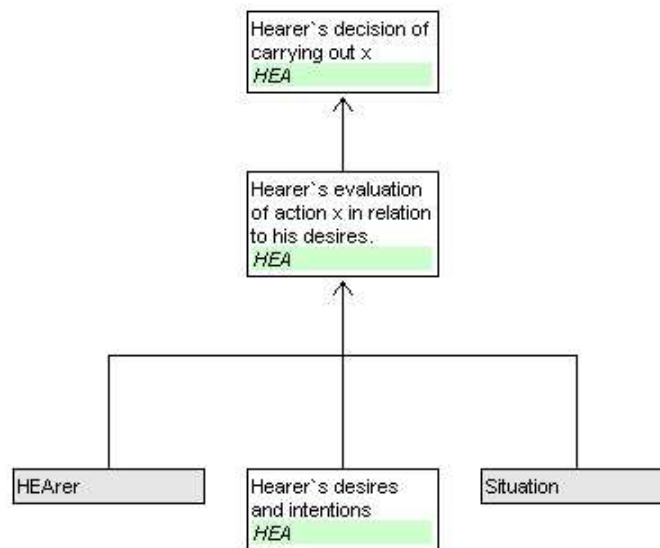 Hearer`s decision of
carrying out x
HEA
Hearer`s evaluation
of action x in relation
to his desires.
HEA
HEArer
Hearer`s desires
and intentions
HEA
Situation